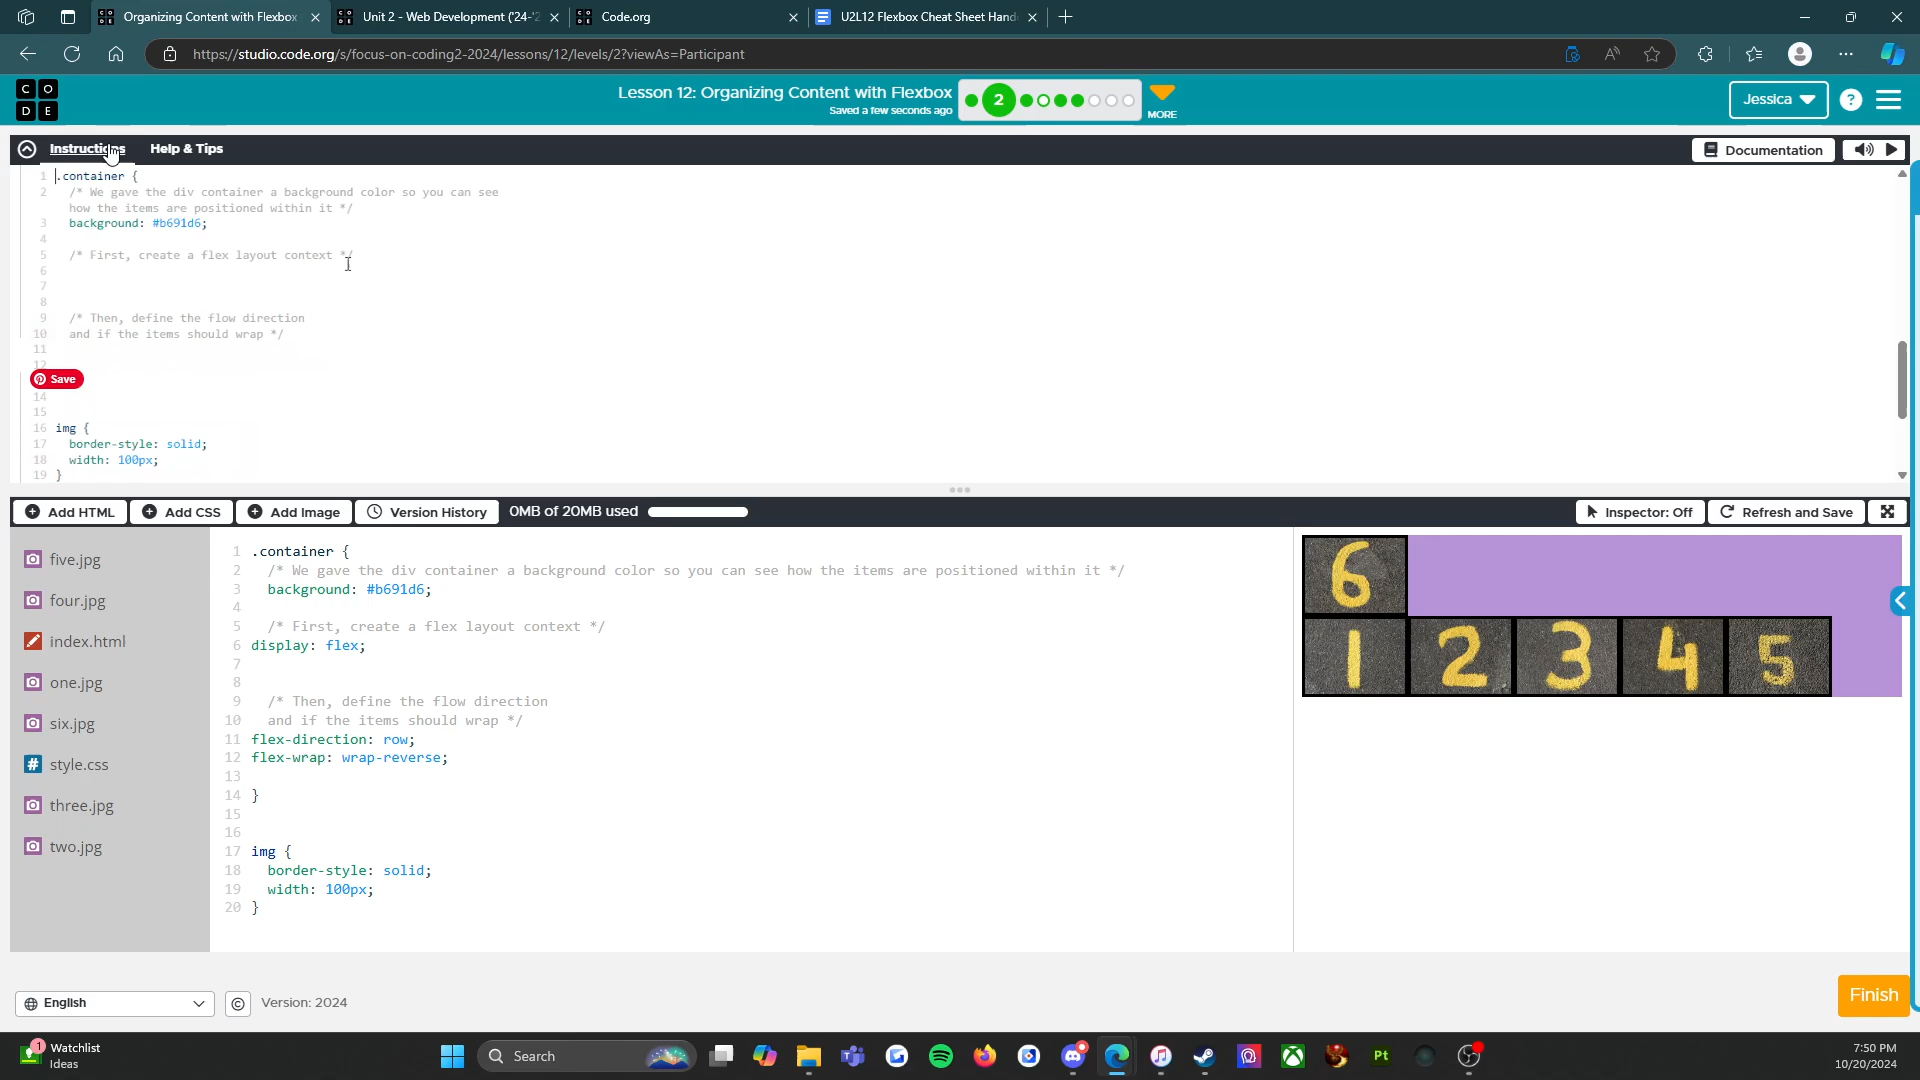 Organizing Content with Flexbox
Unit 2 - Web Development ('24-'2
Code.org
U2L12 Flexbox Cheat Sheet Hand
https://studio.code.org/s/focus-on-coding2-2024/lessons/12/levels/2?viewAs=Participant
C O
D E
Lesson 12: Organizing Content with Flexbox
Saved a few seconds ago
2
MORE
Jessica
?
Instructions
Help & Tips
Documentation
1 .container {
2 /* We gave the div container a background color so you can see
how the items are positioned within it */
3 background: #b691d6;
4
5 /* First, create a flex layout context */
6
7
8
9 /* Then, define the flow direction
10 and if the items should wrap */
11
12
Save
14
15
16 img {
17 border-style: solid;
18 width: 100px;
19 }
Add HTML
Add CSS
Add Image
Version History
0MB of 20MB used
Inspector: Off
Refresh and Save
five.jpg
four.jpg
index.html
one.jpg
six.jpg
style.css
three.jpg
two.jpg
1 .container {
2 /* We gave the div container a background color so you can see how the items are positioned within it */
3 background: #b691d6;
4
5 /* First, create a flex layout context */
6 display: flex;
7
8
9 /* Then, define the flow direction
10 and if the items should wrap */
11 flex-direction: row;
12 flex-wrap: wrap-reverse;
13
14 }
15
16
17 img {
18 border-style: solid;
19 width: 100px;
20 }
6
1 2 3 4 5
English
© Version: 2024
Finish
1
Watchlist
Ideas
Search
Pt
7:50 PM
10/20/2024